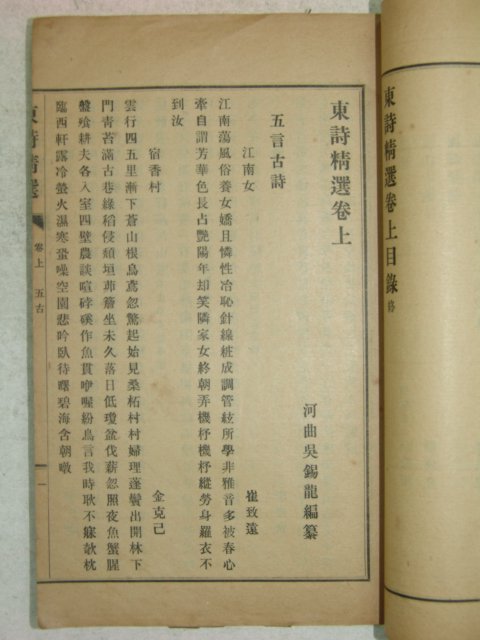 東詩精選卷上目錄 終
東詩精選卷上
河曲吳錫龍編纂
五言古詩
江南女 崔致遠
江南蕩風俗養女嬌且憐性冶恥針線粧成調管絃所學非雅音多被春心
牽自謂芳華色長占艷陽年却笑隣家女終朝弄機杼機杼縱勞身羅衣不
到汝
宿香村 金克己
雲行四五里漸下蒼山根烏鳶忽驚起始見桑柘村村婦理蓬鬢出開林下
門青苔滿古巷綠稻侵頹垣茆簷坐未久落日低瓊盆伐薪忽照夜魚蟹腥
盤飱耕夫各入室四壁農談喧作魚貫咿喔紛鳥言我時耿不寐欹枕
臨西軒露冷螢火濕寒蛩噪空園悲吟臥待曙碧海含朝暾
東詩精選 卷上 五古 一